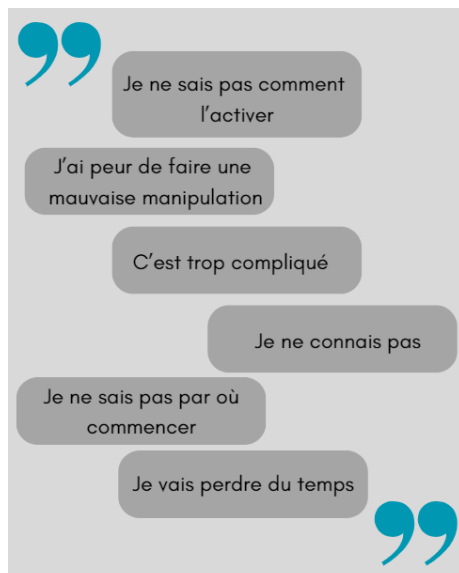 Je ne sais pas comment
l’activer
J’ai peur de faire une
mauvaise manipulation
C’est trop compliqué
Je ne connais pas
Je ne sais pas par où
commencer
Je vais perdre du temps